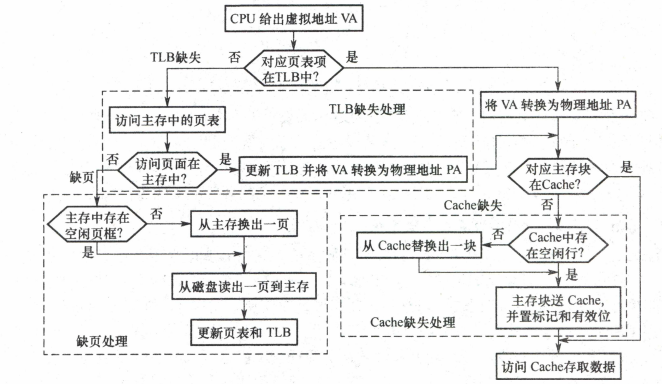 CPU 给出虚拟地址 VA
TLB缺失
否
对应页表项
在TLB中?
是
TLB缺失处理
访问主存中的页表
将 VA 转换为物理地址 PA
否
访问页面在
主存中?
是
更新 TLB 并将 VA 转换为物理地址 PA
对应主存块
在Cache?
是
缺页
Cache缺失
否
主存中存在
空闲页框?
否
从主存换出一页
是
从 Cache替换出一块
否
Cache中存
在空闲行?
是
从磁盘读出一页到主存
主存块送 Cache,
并置标记和有效位
更新页表和 TLB
缺页处理
Cache缺失处理
访问 Cache存取数据